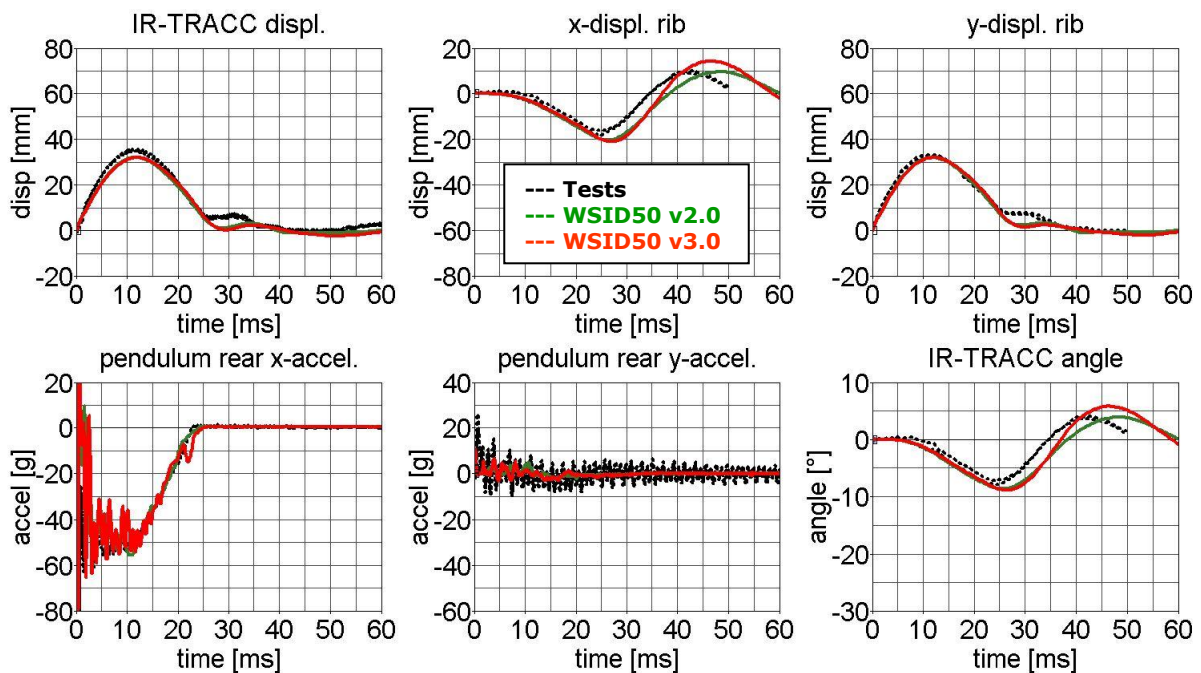 IR-TRACC displ.
disp [mm]
80
60
40
20
0
-20
0 10 20 30 40 50 60
time [ms]
x-displ. rib
disp [mm]
20
0
-20
-40
-60
-80
0 10 20 30 40 50 60
time [ms]
Tests
WSID50 v2.0
WSID50 v3.0
y-displ. rib
disp [mm]
80
60
40
20
0
-20
0 10 20 30 40 50 60
time [ms]
pendulum rear x-accel.
accel [g]
20
0
-20
-40
-60
-80
0 10 20 30 40 50 60
time [ms]
pendulum rear y-accel.
accel [g]
40
20
0
-20
-40
-60
0 10 20 30 40 50 60
time [ms]
IR-TRACC angle
angle [°]
10
0
-10
-20
-30
0 10 20 30 40 50 60
time [ms]